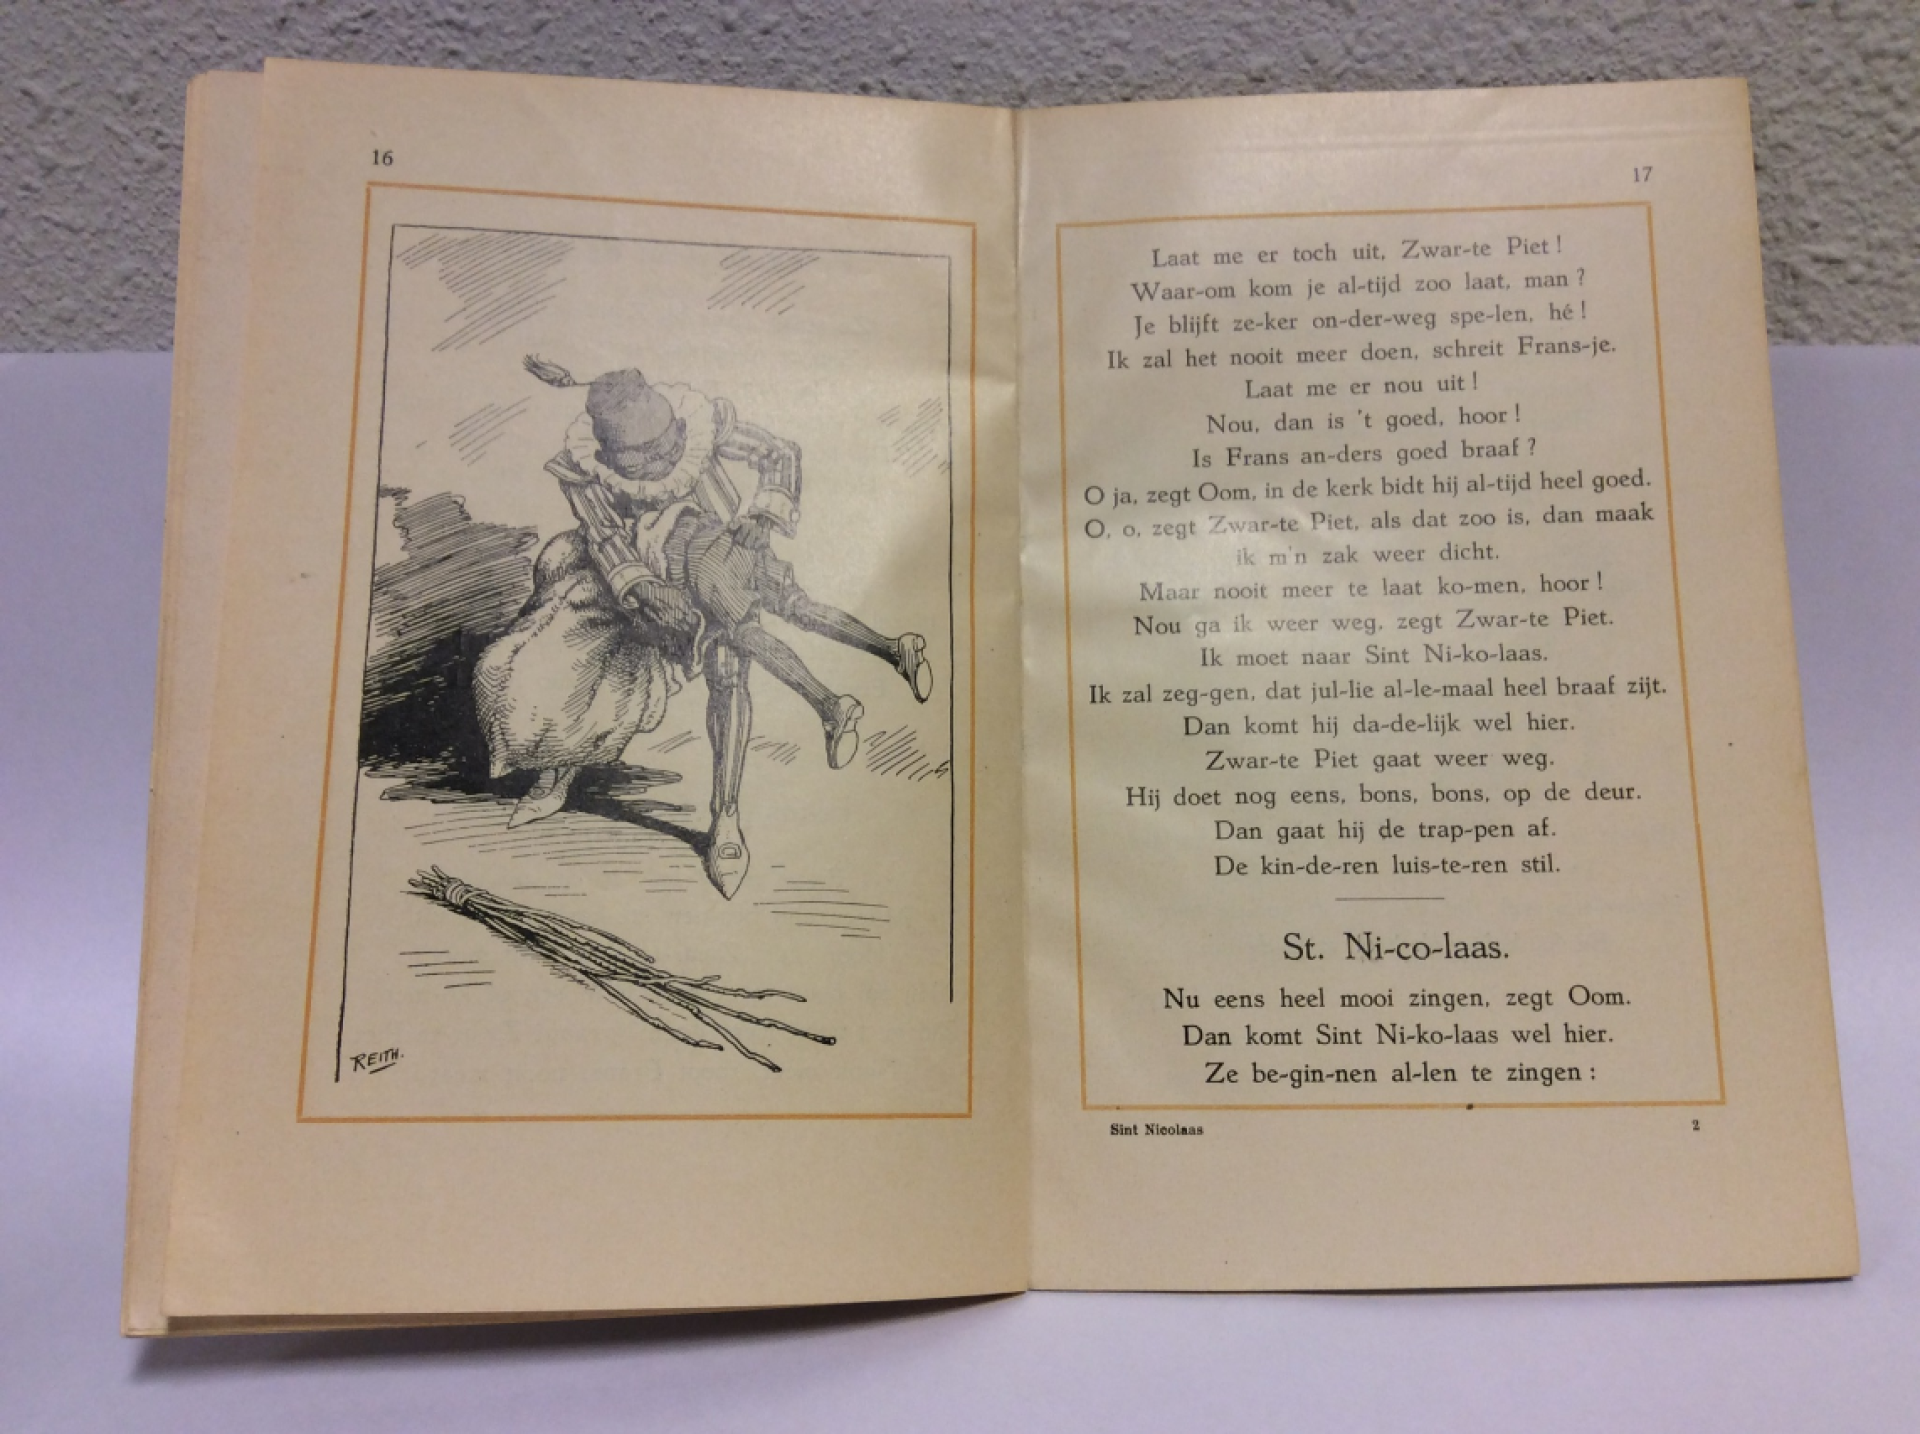 16
REITH.
17
Laat me er toch uit, Zwar-te Piet!
Waar-om kom je al-tijd zoo laat, man?
Je blijft ze-ker on-der-weg spe-len, hé!
Ik zal het nooit meer doen, schreit Frans-je.
Laat me er nou uit!
Nou, dan is 't goed, hoor!
Is Frans an-ders goed braaf?
O ja, zegt Oom, in de kerk bidt hij al-tijd heel goed.
O, o, zegt Zwar-te Piet, als dat zoo is, dan maak
ik m'n zak weer dicht.
Maar nooit meer te laat ko-men, hoor!
Nou ga ik weer weg, zegt Zwar-te Piet.
Ik moet naar Sint Ni-ko-laas.
Ik zal zeg-gen, dat jul-lie al-le-maal heel braaf zijt.
Dan komt hij da-de-lijk wel hier.
Zwar-te Piet gaat weer weg.
Hij doet nog eens, bons, bons, op de deur.
Dan gaat hij de trap-pen af.
De kin-de-ren luis-te-ren stil.
St. Ni-co-laas.
Nu eens heel mooi zingen, zegt Oom.
Dan komt Sint Ni-ko-laas wel hier.
Ze be-gin-nen al-len te zingen:
Sint Nicolaas 2